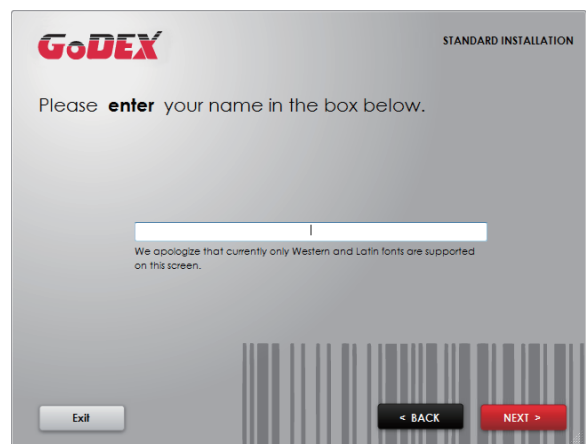 GoDEX
STANDARD INSTALLATION
Please enter your name in the box below.
We apologize that currently only Western and Latin fonts are supported
on this screen.
Exit
< BACK
NEXT >